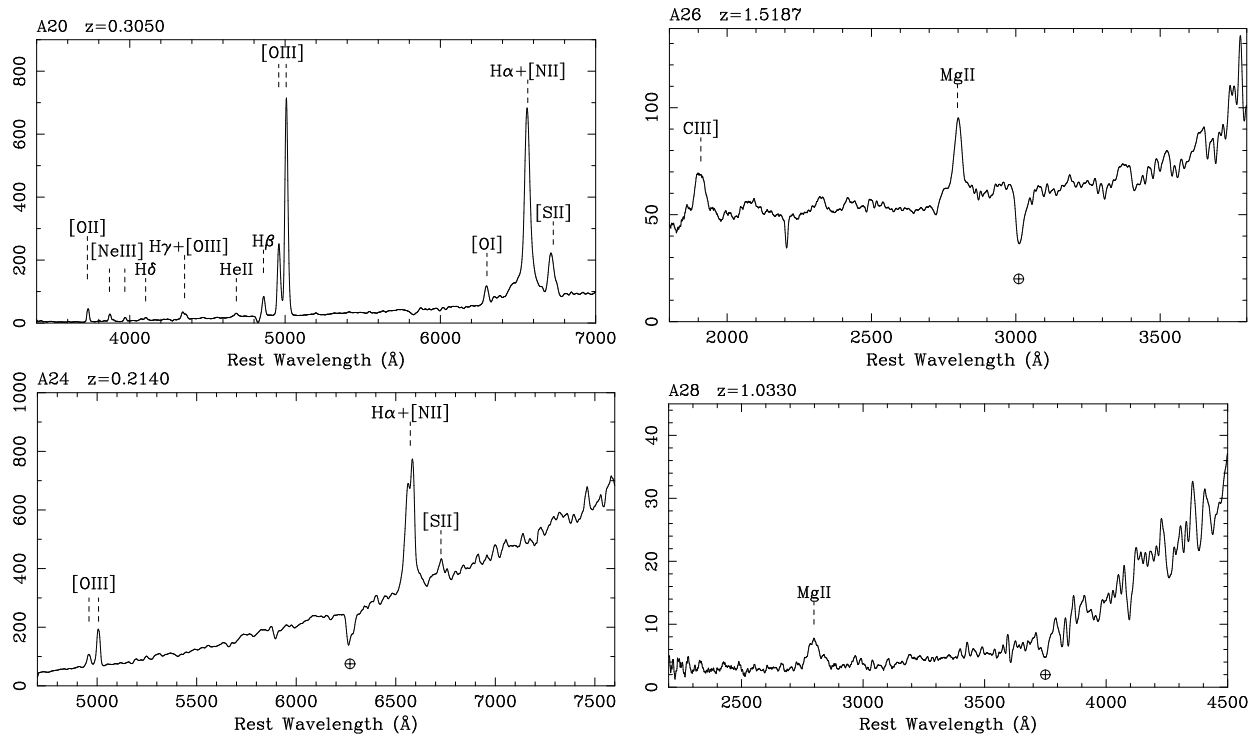 A20 z=0.3050
800
600
400
200
0
[OII]
[NeIII]
Hδ
Hγ+[OIII]
HeII
Hβ
[OIII]
[OI]
Hα+[NII]
[SII]
4000 5000 6000 7000
Rest Wavelength (Å)
A26 z=1.5187
100
50
0
CIII]
MgII
⊕
2000 2500 3000 3500
Rest Wavelength (Å)
A24 z=0.2140
1000
800
600
400
200
0
[OIII]
Hα+[NII]
[SII]
⊕
5000 5500 6000 6500 7000 7500
Rest Wavelength (Å)
A28 z=1.0330
40
30
20
10
0
MgII
⊕
2500 3000 3500 4000 4500
Rest Wavelength (Å)